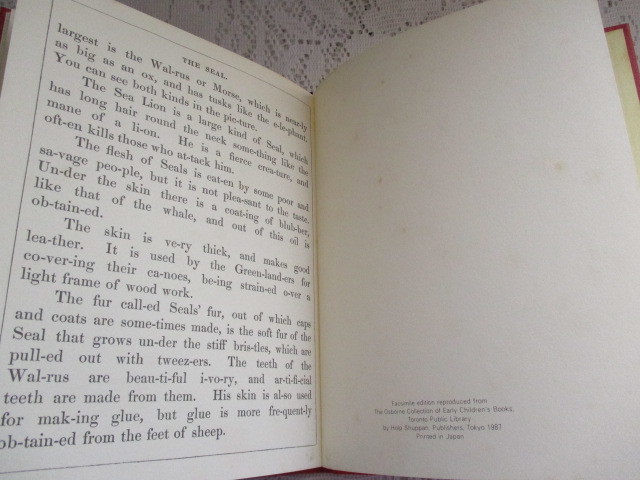 THE SEAL.
largest is the Wal-rus or Morse, which is near-ly
as big as an ox, and has tusks like the e-le-phant.
You can see both kinds in the pic-ture.
The Sea Lion is a large kind of Seal, which
has long hair round the neck some-thing like the
mane of a li-on. He is a fierce crea-ture, and
oft-en kills those who at-tack him.
The flesh of Seals is eat-en by some poor and
sa-vage peo-ple, but it is not plea-sant to the taste.
Un-der the skin there is a coat-ing of blub-ber,
like that of the whale, and out of this oil is
ob-tain-ed.
The skin is ve-ry thick, and makes good
lea-ther. It is used by the Green-land-ers for
co-ver-ing their ca-noes, be-ing strain-ed o-ver a
light frame of wood work.
The fur call-ed Seals' fur, out of which caps
and coats are some-times made, is the soft fur of the
Seal that grows un-der the stiff bris-tles, which are
pull-ed out with tweez-ers. The teeth of the
Wal-rus are beau-ti-ful i-vo-ry, and ar-ti-fi-cial
teeth are made from them. His skin is al-so used
for mak-ing glue, but glue is more fre-quent-ly
ob-tain-ed from the feet of sheep.
Facsimile edition reproduced from
The Osborne Collection of Early Children's Books,
Toronto Public Library
by Holp Shuppan, Publishers, Tokyo 1987
Printed in Japan